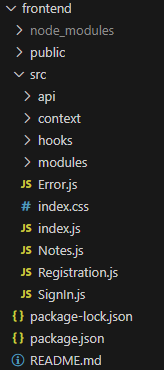 frontend
node_modules
public
src
api
context
hooks
modules
JS Error.js
# index.css
JS index.js
JS Notes.js
JS Registration.js
JS SignIn.js
{} package-lock.json
{} package.json
README.md